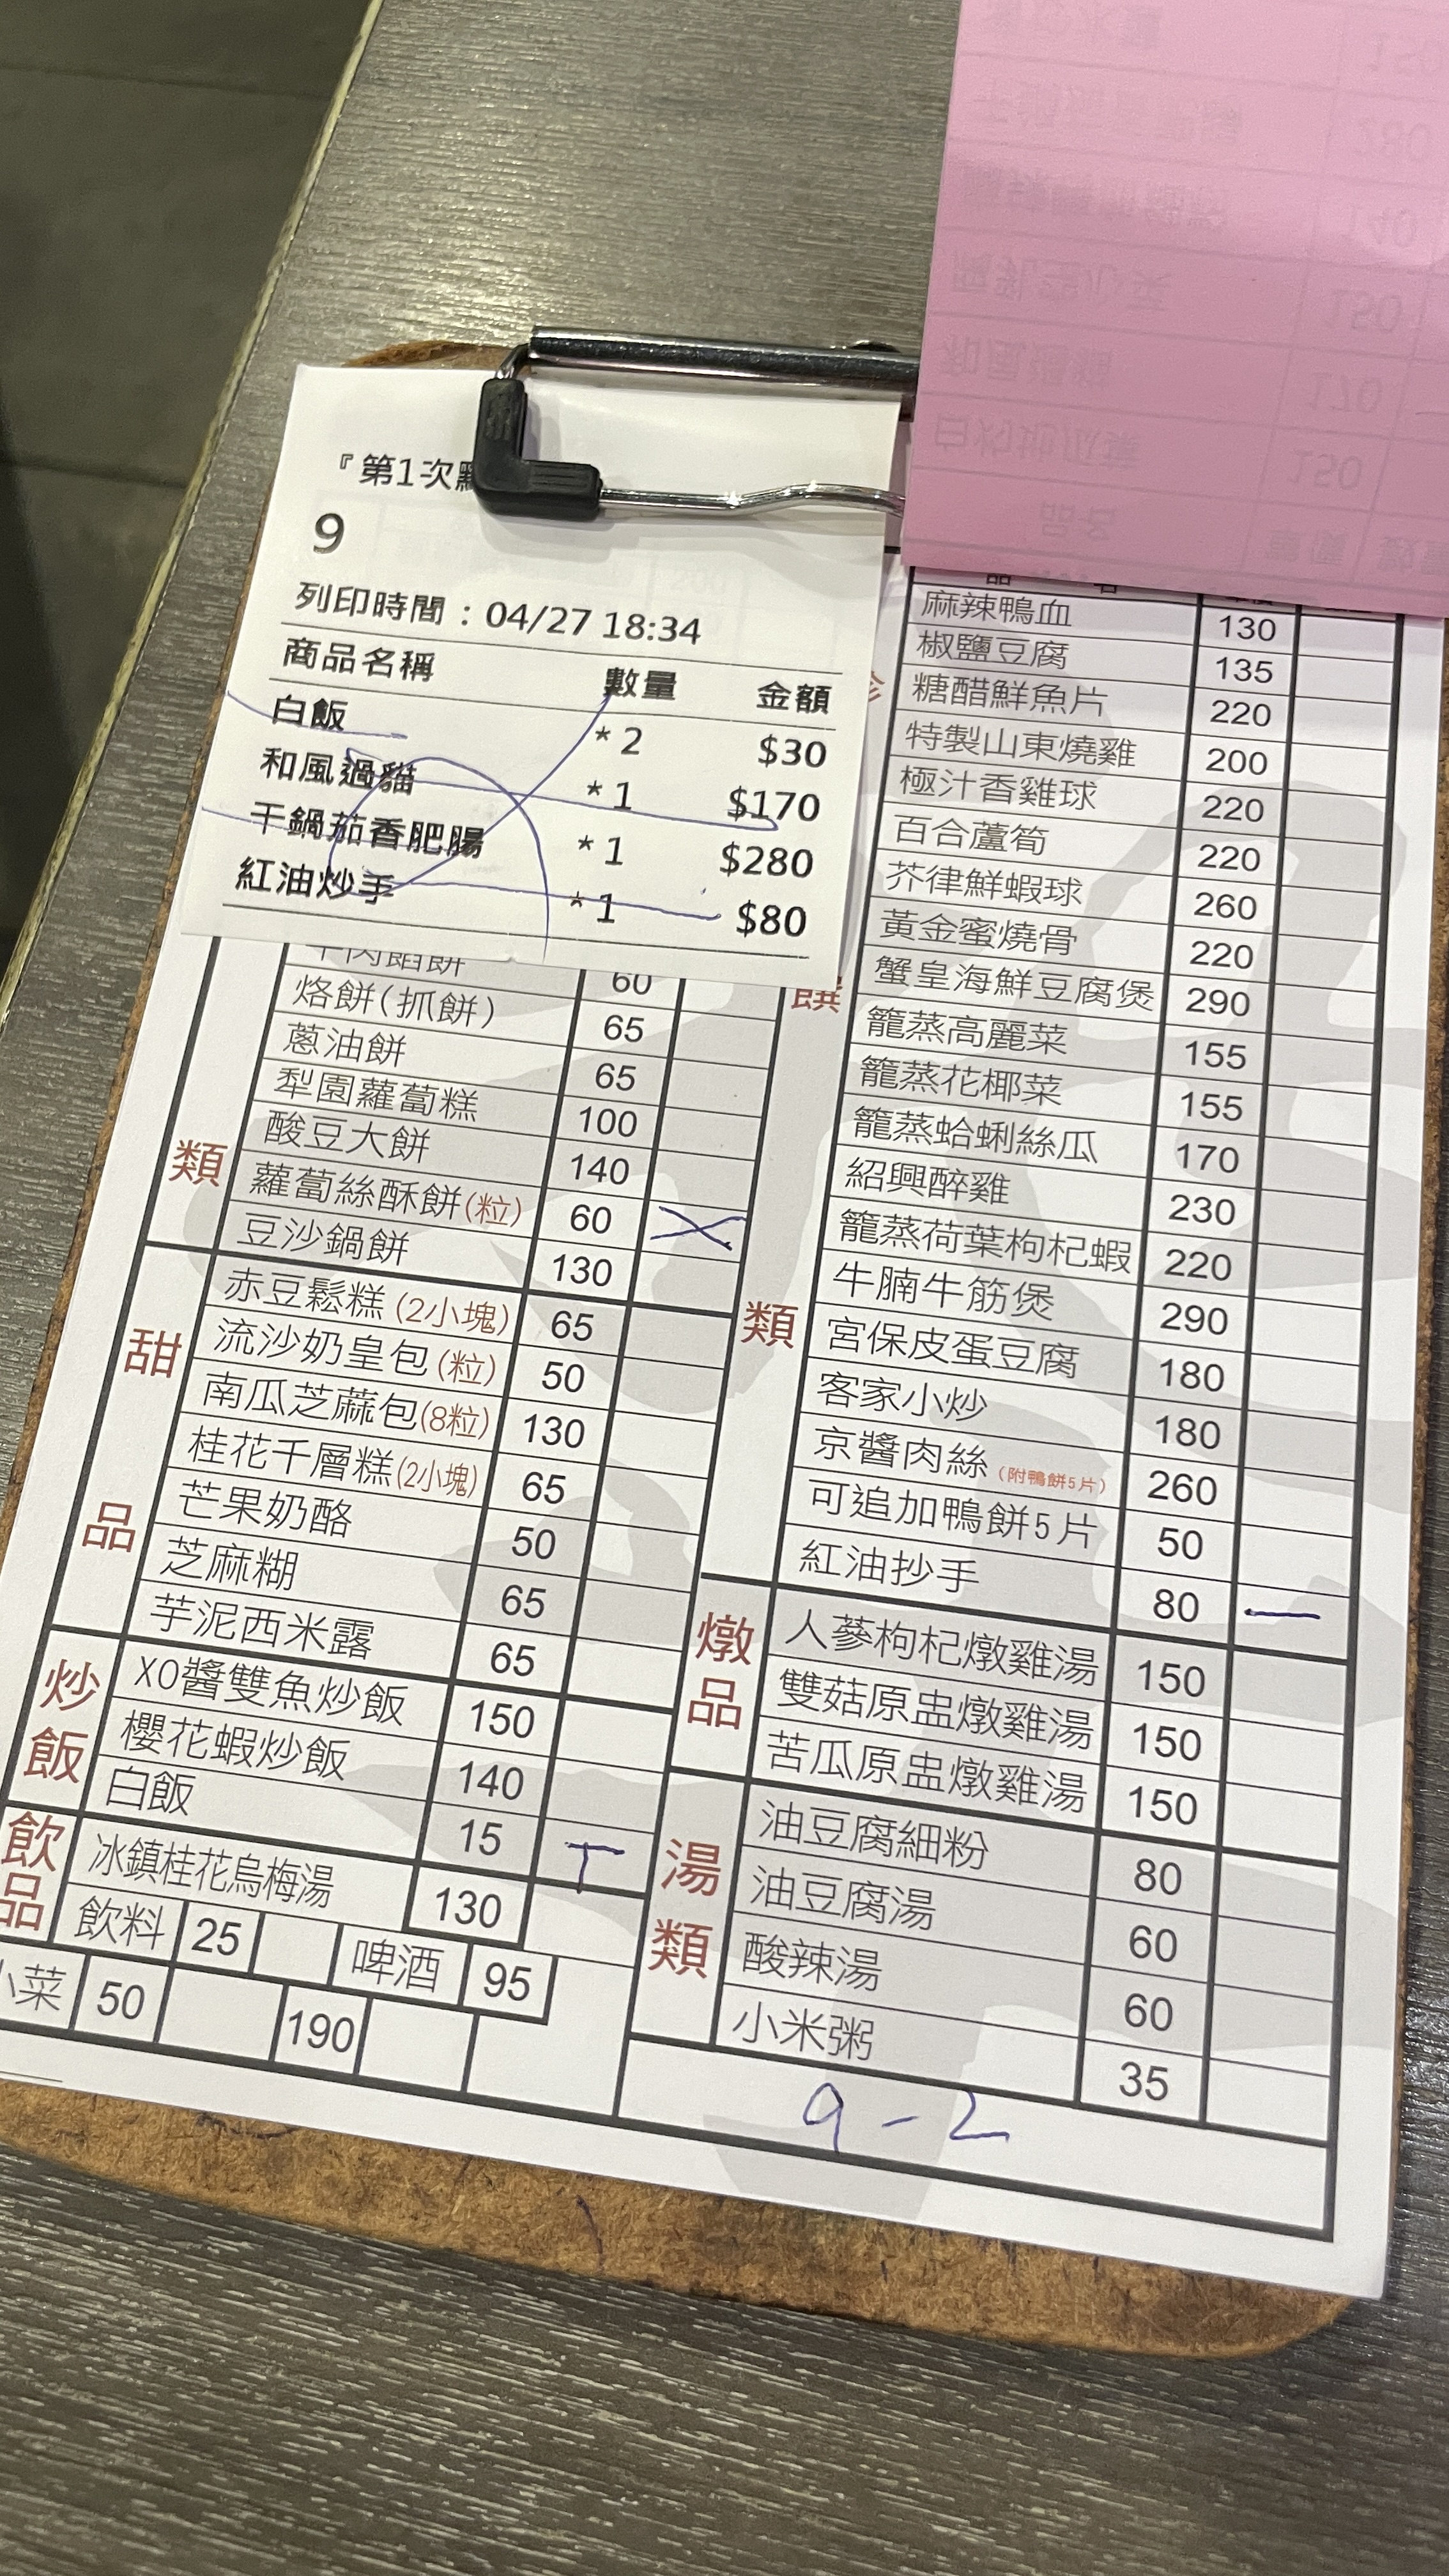 『第1次點
9
列印時間：04/27 18:34
商品名稱 數量 金額
白飯 *2 $30
和風過貓 *1 $170
干鍋茄香肥腸 *1 $280
紅油炒手 *1 $80
牛肉餡餅 60
烙餅(抓餅) 65
蔥油餅 65
犁園蘿蔔糕 100
酸豆大餅 140
蘿蔔絲酥餅(粒) 60
豆沙鍋餅 130
類
甜品
赤豆鬆糕(2小塊) 65
流沙奶皇包(粒) 50
南瓜芝蔴包(8粒) 130
桂花千層糕(2小塊) 65
芒果奶酪 50
芝麻糊 65
芋泥西米露 65
炒飯
XO醬雙魚炒飯 150
櫻花蝦炒飯 140
白飯 15 T
飲品
冰鎮桂花烏梅湯 130
飲料 25 啤酒 95
小菜 50 190
麻辣鴨血 130
椒鹽豆腐 135
糖醋鮮魚片 220
特製山東燒雞 200
極汁香雞球 220
百合蘆筍 220
芥律鮮蝦球 260
黃金蜜燒骨 220
蟹皇海鮮豆腐煲 290
籠蒸高麗菜 155
籠蒸花椰菜 155
籠蒸蛤蜊絲瓜 170
紹興醉雞 230
籠蒸荷葉枸杞蝦 220
牛腩牛筋煲 290
宮保皮蛋豆腐 180
客家小炒 180
京醬肉絲(附鴨餅5片) 260
可追加鴨餅5片 50
紅油抄手 80 一
饌類
燉品
人蔘枸杞燉雞湯 150
雙菇原盅燉雞湯 150
苦瓜原盅燉雞湯 150
湯類
油豆腐細粉 80
油豆腐湯 60
酸辣湯 60
小米粥 35
9-2